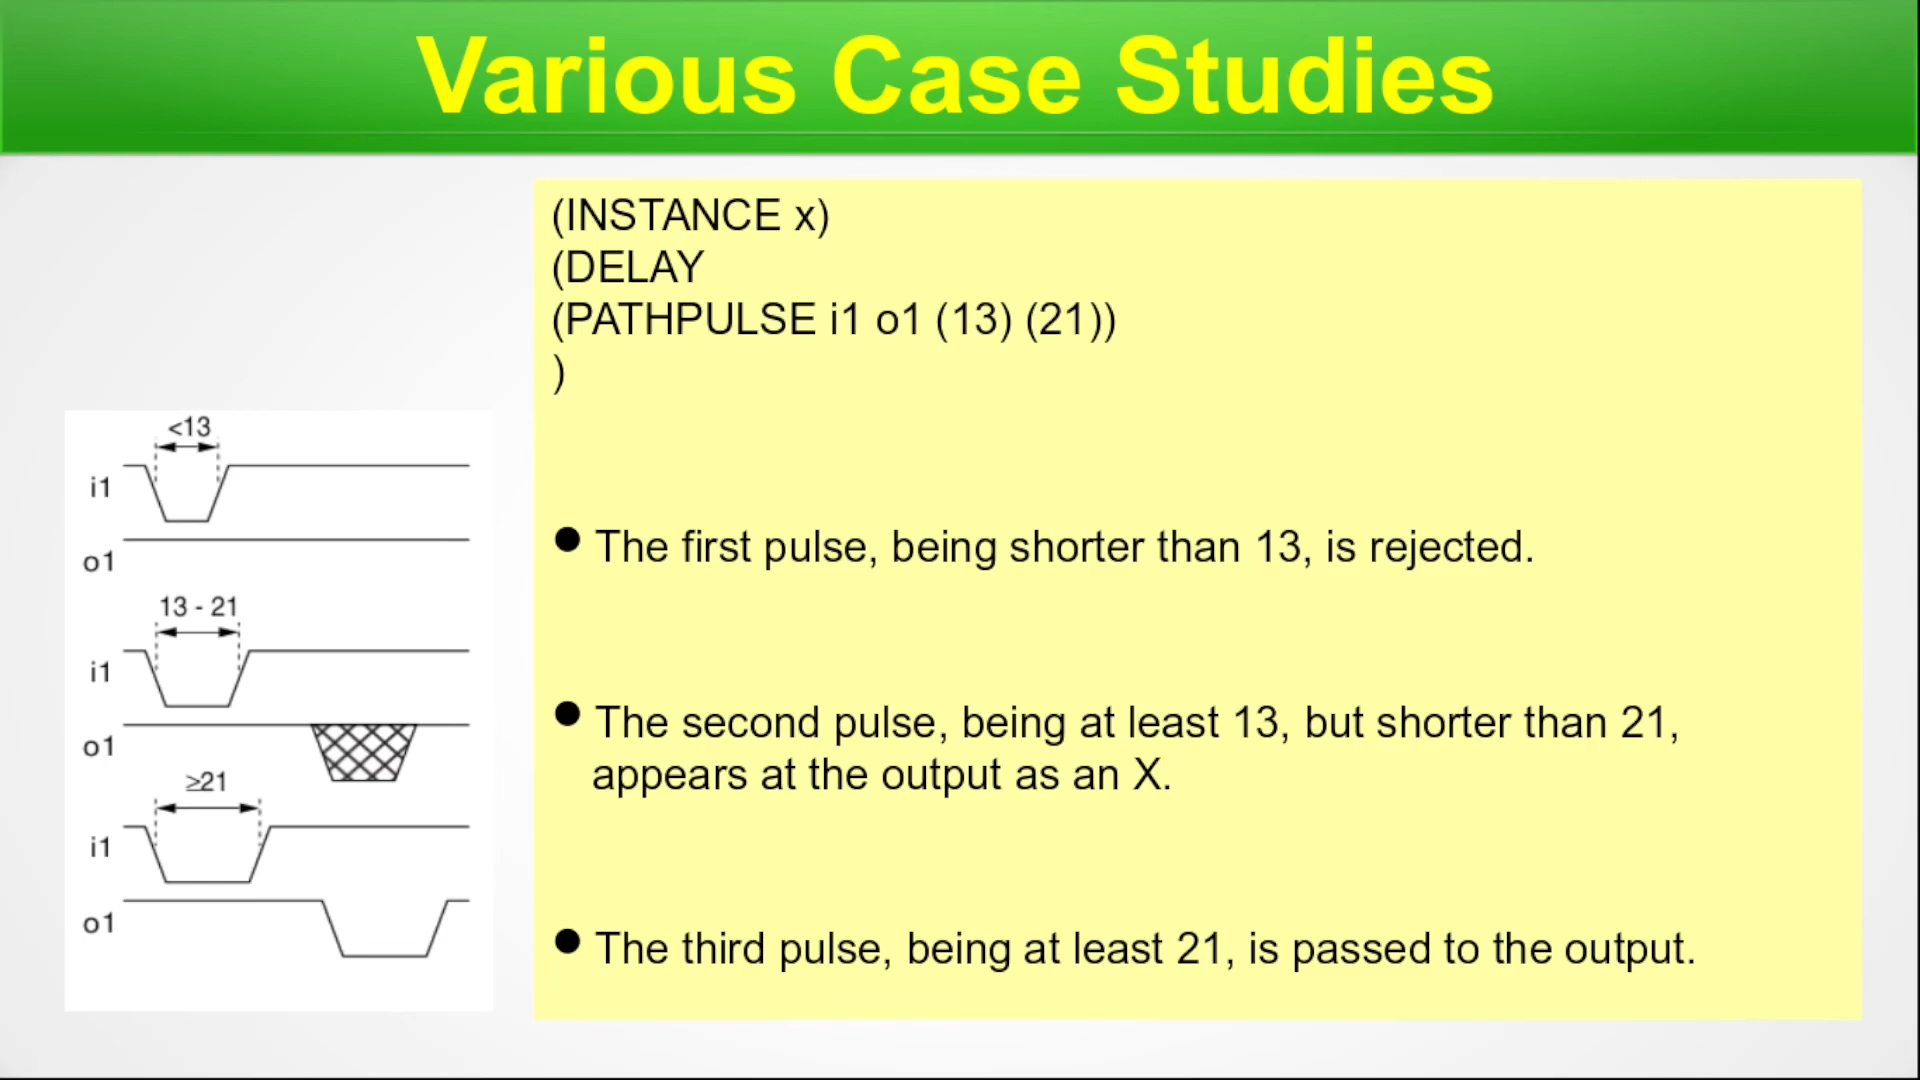 Various Case Studies
(INSTANCE x)
(DELAY
(PATHPULSE i1 o1 (13) (21))
)
● The first pulse, being shorter than 13, is rejected.
● The second pulse, being at least 13, but shorter than 21,
appears at the output as an X.
● The third pulse, being at least 21, is passed to the output.
<13
i1
o1
13 - 21
i1
o1
≥21
i1
o1